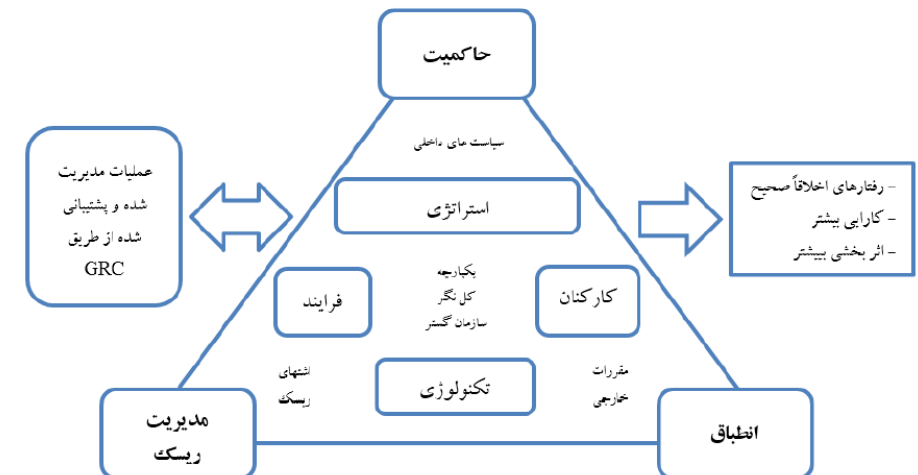 حاکمیت
سیاست های داخلی
استراتژی
عملیات مدیریت
شده و پشتیبانی
شده از طریق
GRC
- رفتارهای اخلاقاً صحیح
- کارایی بیشتر
- اثر بخشی بییشتر
یکپارچه
کل نگر
سازمان گستر
فرایند
کارکنان
اشتهای
ریسک
تکنولوژی
مقررات
خارجی
مدیریت
ریسک
انطباق